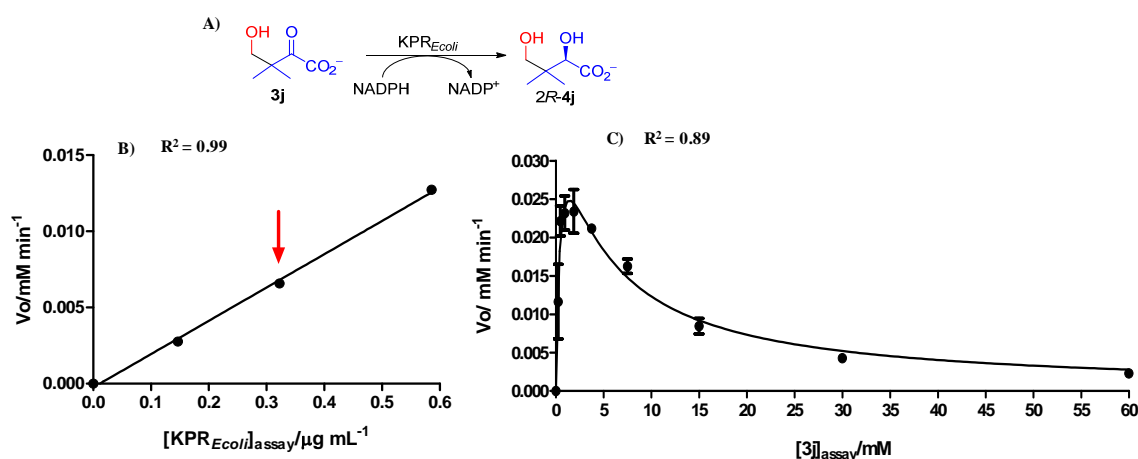 A)
OH O
CO₂⁻
3j
KPREcoli
NADPH NADP⁺
OH OH
CO₂⁻
2R-4j
B) R² = 0.99
Vo/mM min⁻¹
0.015
0.010
0.005
0.000
0.0 0.1 0.2 0.3 0.4 0.5 0.6
[KPREcoli]assay/µg mL⁻¹
C) R² = 0.89
Vo/ mM min⁻¹
0.030
0.025
0.020
0.015
0.010
0.005
0.000
0 5 10 15 20 25 30 35 40 45 50 55 60
[3j]assay/mM